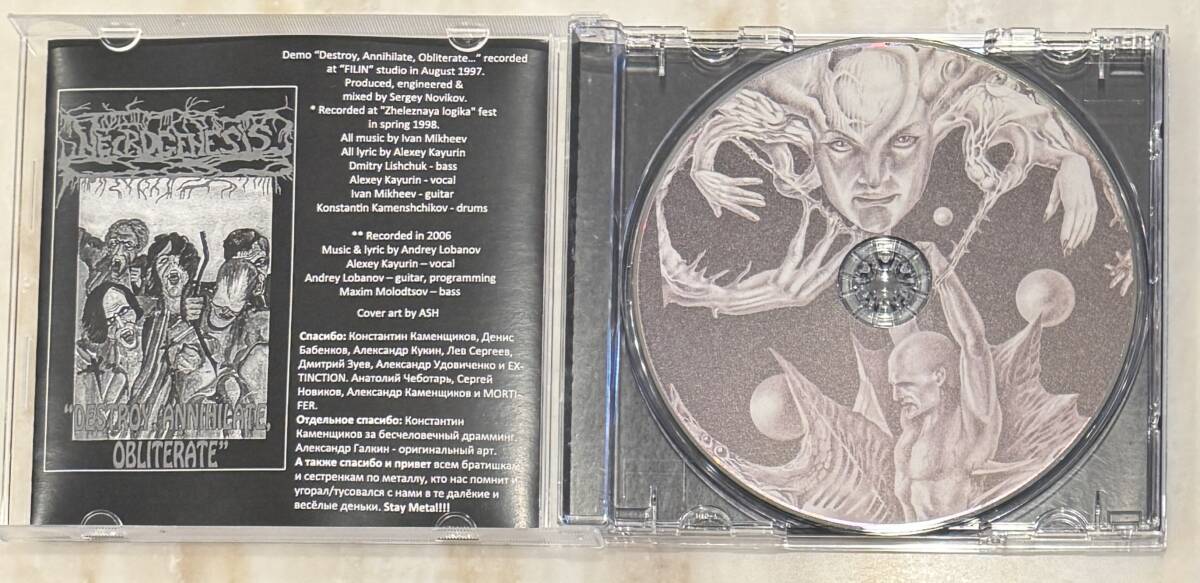 NECROGENESIS
"DESTROY, ANNIHILATE,
OBLITERATE"
Demo “Destroy, Annihilate, Obliterate...” recorded
at “FILIN” studio in August 1997.
Produced, engineered &
mixed by Sergey Novikov.
* Recorded at "Zheleznaya logika" fest
in spring 1998.
All music by Ivan Mikheev
All lyric by Alexey Kayurin
Dmitry Lishchuk - bass
Alexey Kayurin - vocal
Ivan Mikheev - guitar
Konstantin Kamenshchikov - drums
** Recorded in 2006
Music & lyric by Andrey Lobanov
Alexey Kayurin – vocal
Andrey Lobanov – guitar, programming
Maxim Molodtsov – bass
Cover art by ASH
Спасибо: Константин Каменщиков, Денис
Бабенков, Александр Кукин, Лев Сергеев,
Дмитрий Зуев, Александр Удовиченко и EX-
TINCTION. Анатолий Чеботарь, Сергей
Новиков, Александр Каменщиков и MORTI-
FER.
Отдельное спасибо: Константин
Каменщиков за бесчеловечный драмминг.
Александр Галкин - оригинальный арт.
А также спасибо и привет всем братишкам
и сестренкам по металлу, кто нас помнит и
угорал/тусовался с нами в те далёкие и
весёлые деньки. Stay Metal!!!!